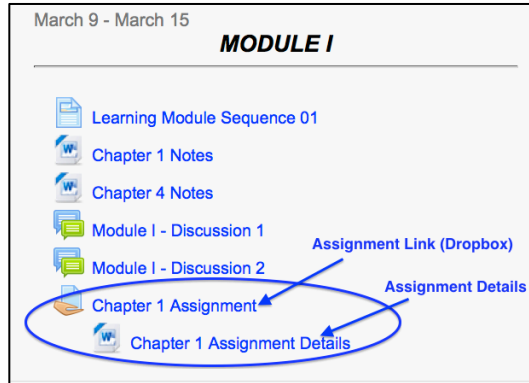 March 9 - March 15
MODULE I
Learning Module Sequence 01
Chapter 1 Notes
Chapter 4 Notes
Module I - Discussion 1
Assignment Link (Dropbox)
Module I - Discussion 2
Assignment Details
Chapter 1 Assignment
Chapter 1 Assignment Details